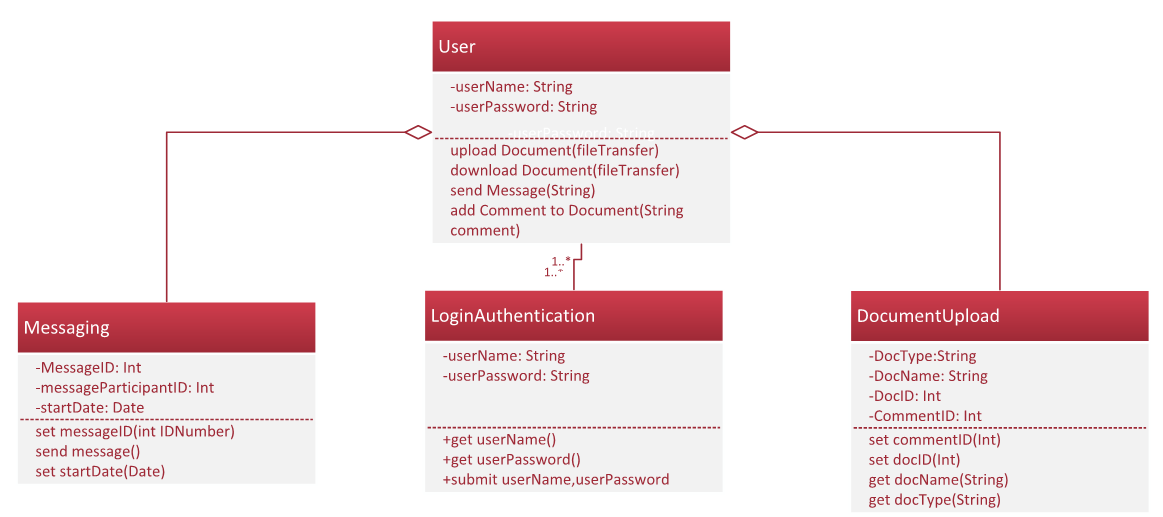 User
-userName: String
-userPassword: String
-userPassword: String
upload Document(fileTransfer)
download Document(fileTransfer)
send Message(String)
add Comment to Document(String
comment)
1..*
1..*
Messaging
-MessageID: Int
-messageParticipantID: Int
-startDate: Date
set messageID(int IDNumber)
send message()
set startDate(Date)
LoginAuthentication
-userName: String
-userPassword: String
+get userName()
+get userPassword()
+submit userName,userPassword
DocumentUpload
-DocType:String
-DocName: String
-DocID: Int
-CommentID: Int
set commentID(Int)
set docID(Int)
get docName(String)
get docType(String)